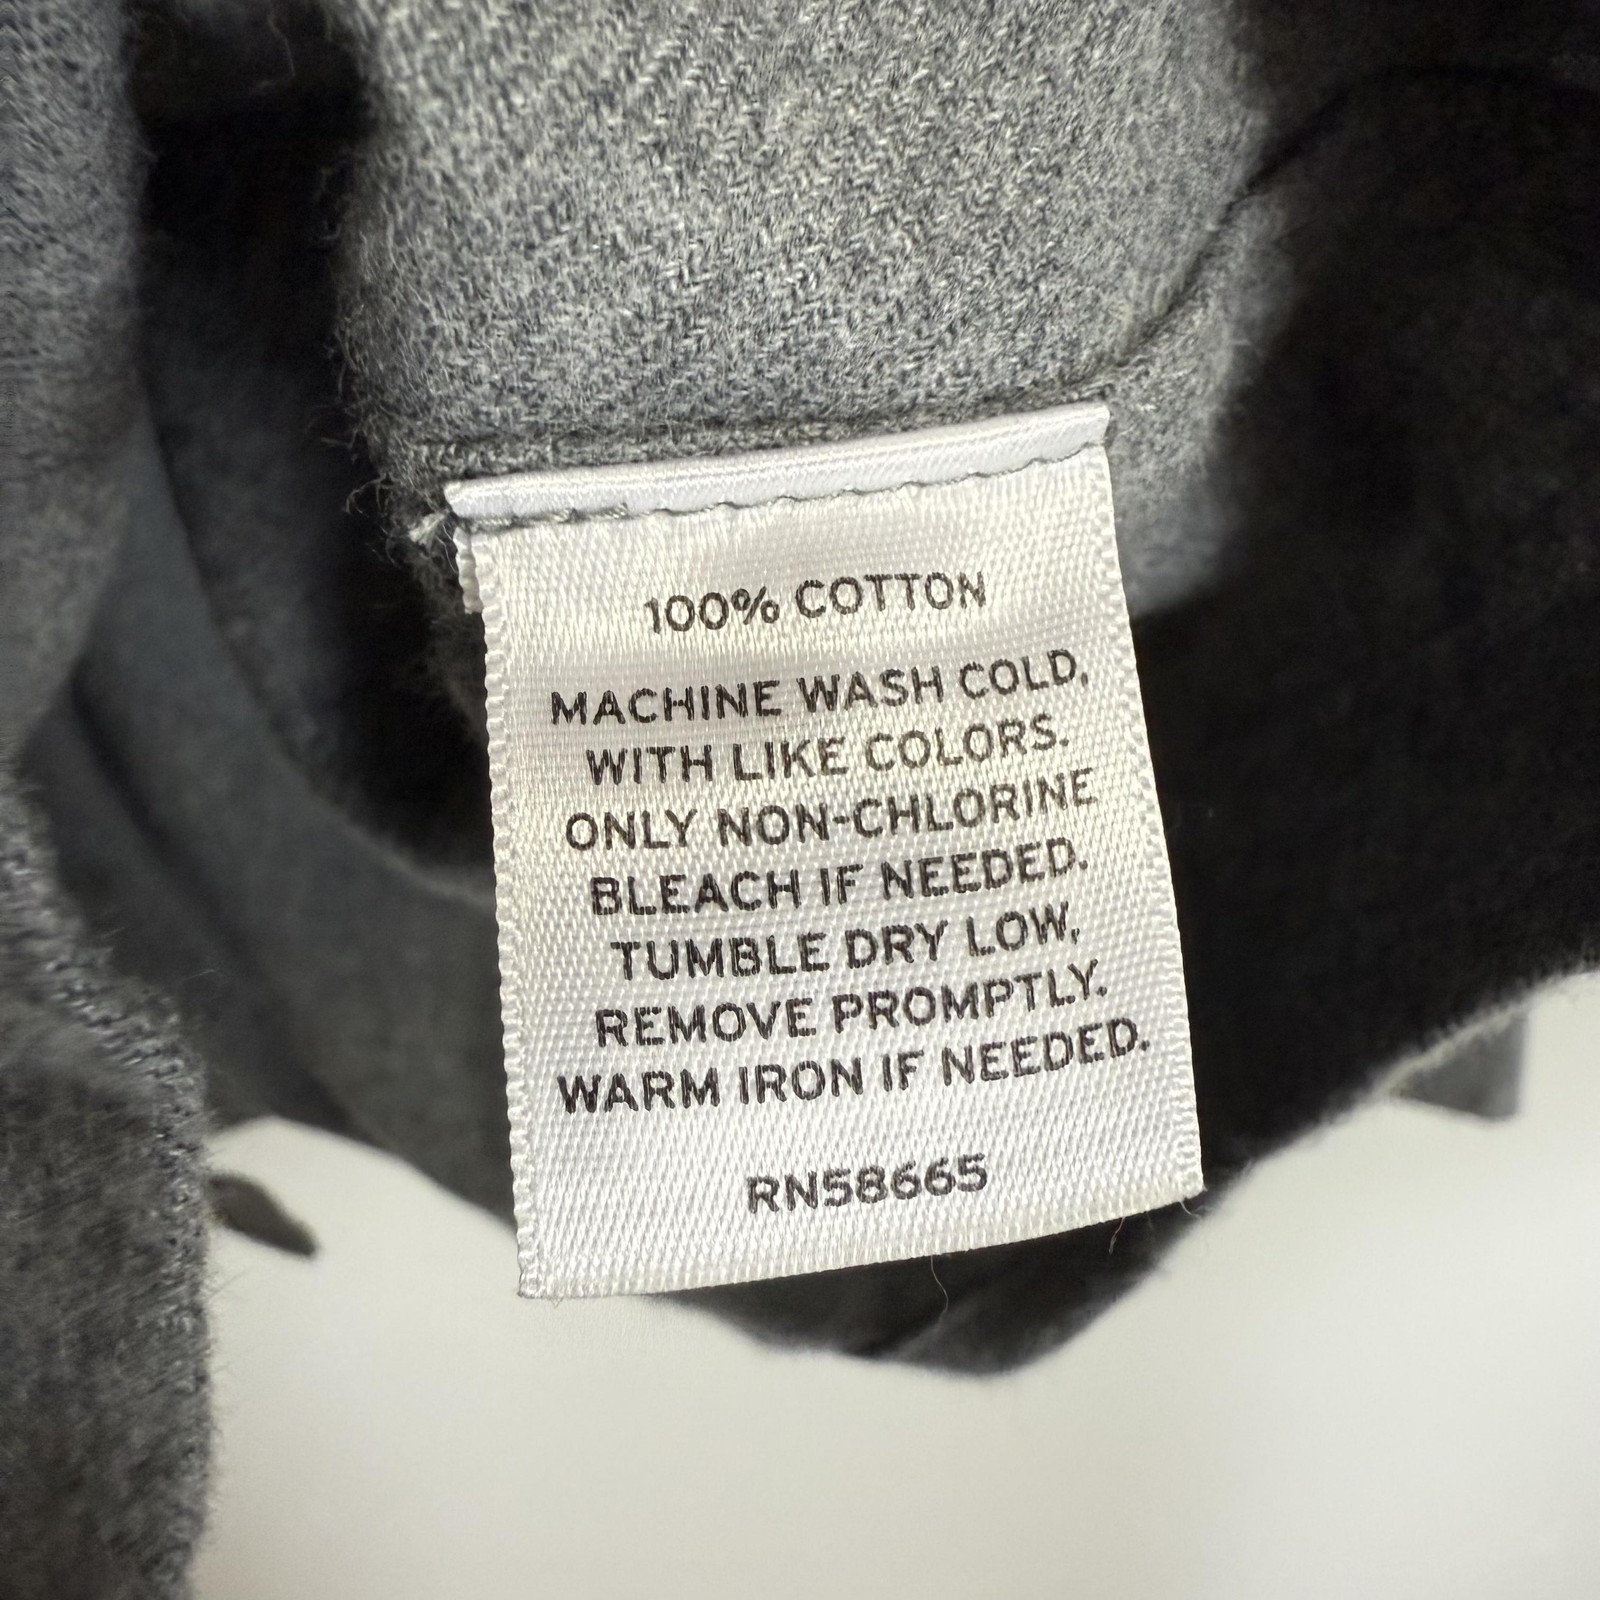 100% COTTON
MACHINE WASH COLD,
WITH LIKE COLORS.
ONLY NON-CHLORINE
BLEACH IF NEEDED.
TUMBLE DRY LOW,
REMOVE PROMPTLY.
WARM IRON IF NEEDED.
RN58665